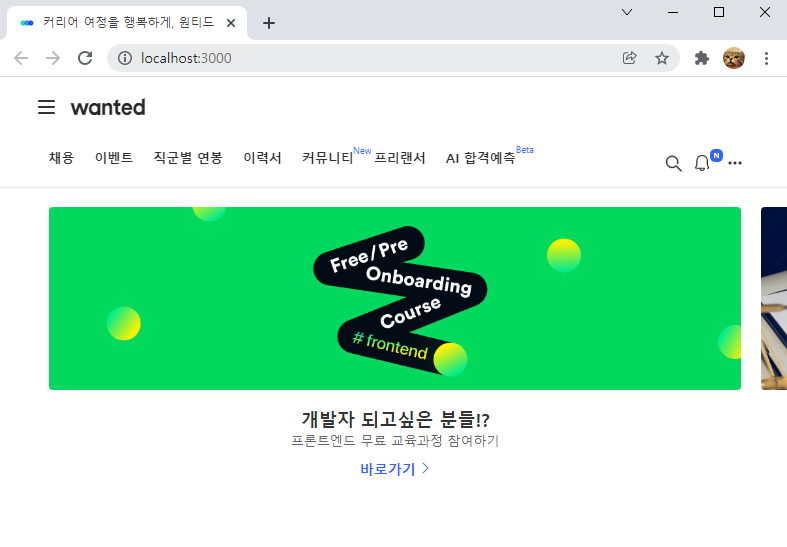 커리어 여정을 행복하게, 원티드
localhost:3000
wanted
채용 이벤트 직군별 연봉 이력서 커뮤니티 New 프리랜서 AI 합격예측 Beta
N
Free/Pre
Onboarding
Course
# frontend
개발자 되고싶은 분들!?
프론트엔드 무료 교육과정 참여하기
바로가기